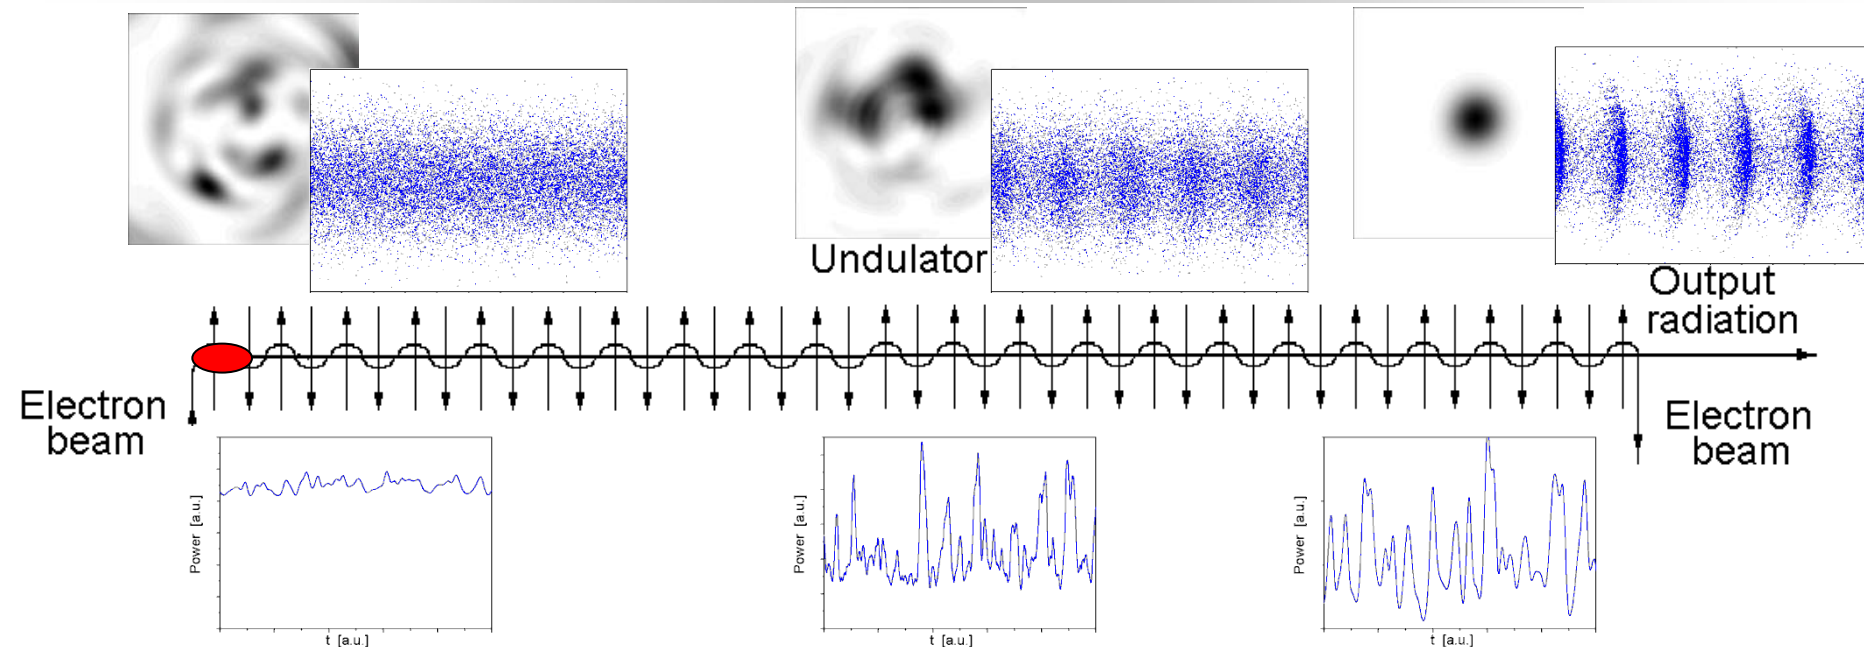 Undulator
Output
radiation
Electron
beam
Electron
beam
Power [a.u.]
t [a.u.]
Power [a.u.]
t [a.u.]
Power [a.u.]
t [a.u.]